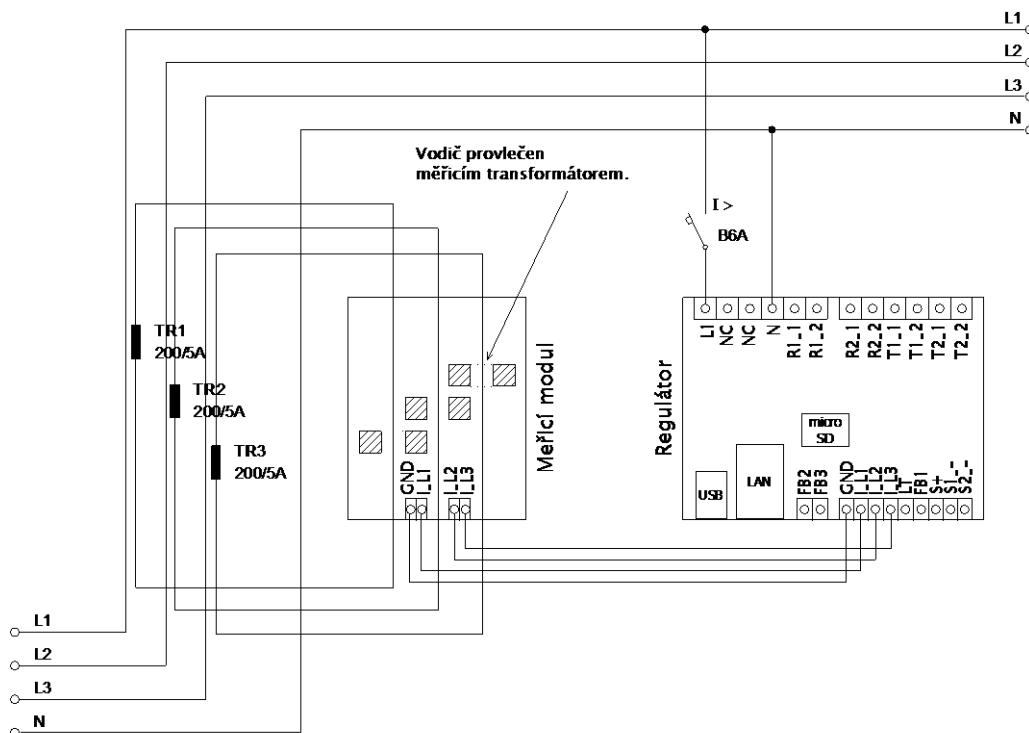 L1
L2
L3
N
Vodič provlečen
měřicím transformátorem.
I >
B6A
TR1
200/5A
TR2
200/5A
TR3
200/5A
Meřící modul
GND
I_L1
I_L2
I_L3
Regulátor
L1
NC
NC
N
R1_1
R1_2
R2_1
R2_2
T1_1
T1_2
T2_1
T2_2
micro
SD
USB
LAN
FB2
FB3
GND
I_L1
I_L2
I_L3
LT
FB1
S+
S1_-
S2_-
L1
L2
L3
N